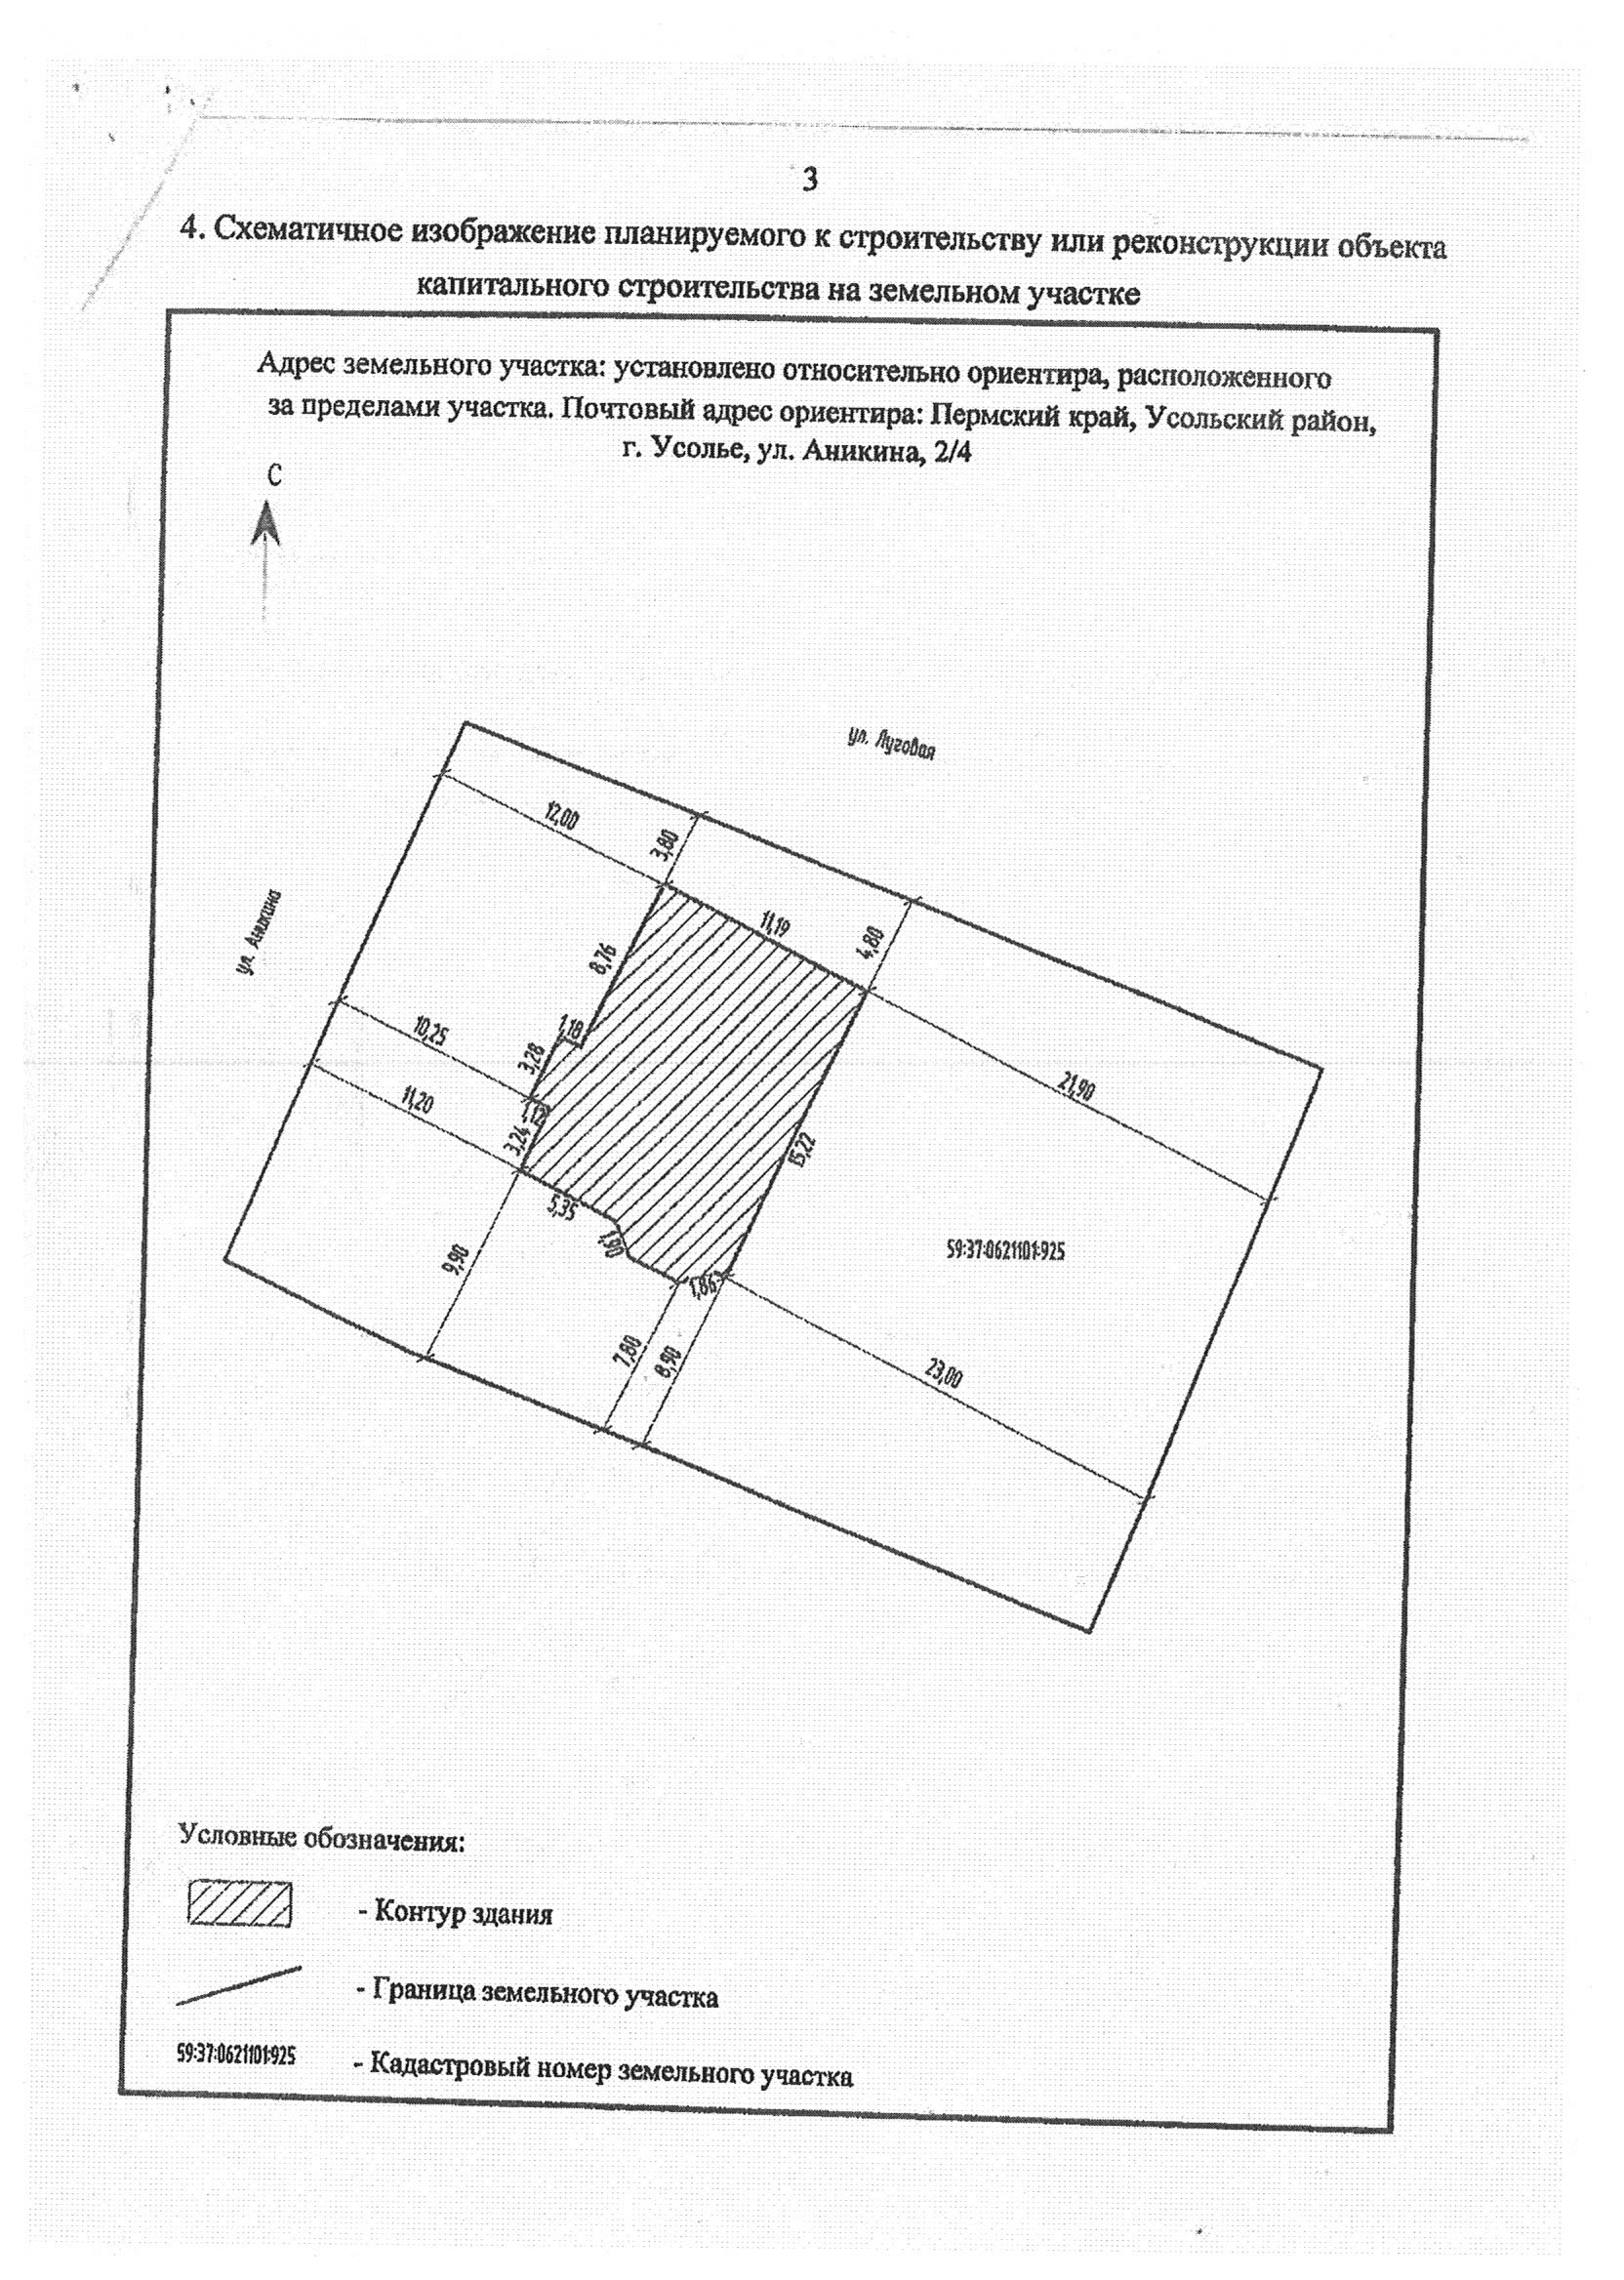 3
4. Схематичное изображение планируемого к строительству или реконструкции объекта
капитального строительства на земельном участке
Адрес земельного участка: установлено относительно ориентира, расположенного
за пределами участка. Почтовый адрес ориентира: Пермский край, Усольский район,
г. Усолье, ул. Аникина, 2/4
С
ул. Луговая
12,00
3,80
ул. Аникина
11,19
4,80
8,76
1,18
10,25
3,28
21,90
11,20
1,12
3,24
15,22
5,35
1,90
9,90
59:37:0621101:925
1,86
7,80
8,90
23,00
Условные обозначения:
- Контур здания
- Граница земельного участка
59:37:0621101:925
- Кадастровый номер земельного участка